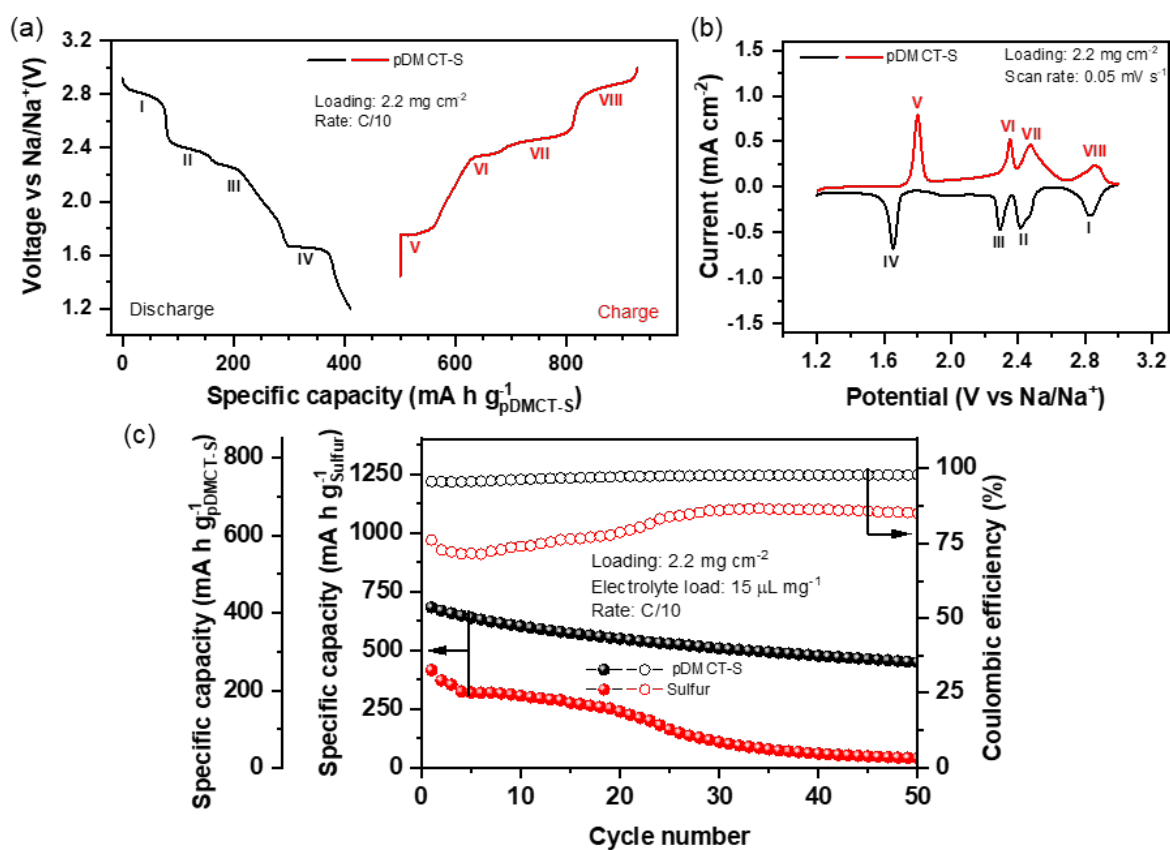 (a)
3.2
2.8
2.4
2.0
1.6
1.2
Voltage vs Na/Na⁺(V)
pDMCT-S
Loading: 2.2 mg cm⁻²
Rate: C/10
I
II
III
IV
V
VI
VII
VIII
Discharge
Charge
0
200
400
600
800
Specific capacity (mA h g⁻¹pDMCT-S)
(b)
1.5
1.0
0.5
0.0
-0.5
-1.0
-1.5
Current (mA cm⁻²)
pDMCT-S
Loading: 2.2 mg cm⁻²
Scan rate: 0.05 mV s⁻¹
V
VI
VII
VIII
IV
III
II
I
1.2
1.6
2.0
2.4
2.8
3.2
Potential (V vs Na/Na⁺)
(c)
800
600
400
200
0
Specific capacity (mA h g⁻¹pDMCT-S)
1250
1000
750
500
250
0
Specific capacity (mA h g⁻¹Sulfur)
Loading: 2.2 mg cm⁻²
Electrolyte load: 15 μL mg⁻¹
Rate: C/10
pDMCT-S
Sulfur
100
75
50
25
0
Coulombic efficiency (%)
0
10
20
30
40
50
Cycle number